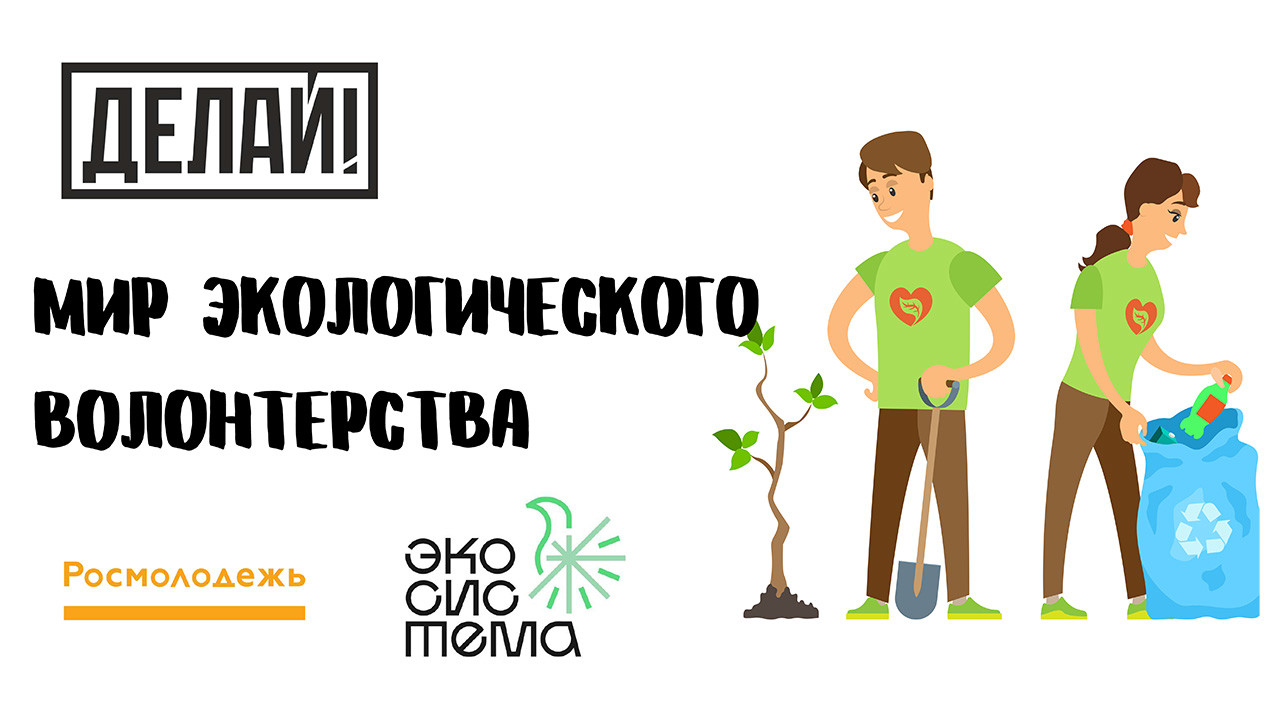 ДЕЛАЙ!
МИР ЭКОЛОГИЧЕСКОГО
ВОЛОНТЕРСТВА
Росмолодежь
ЭКО
СИС
ТЕМА